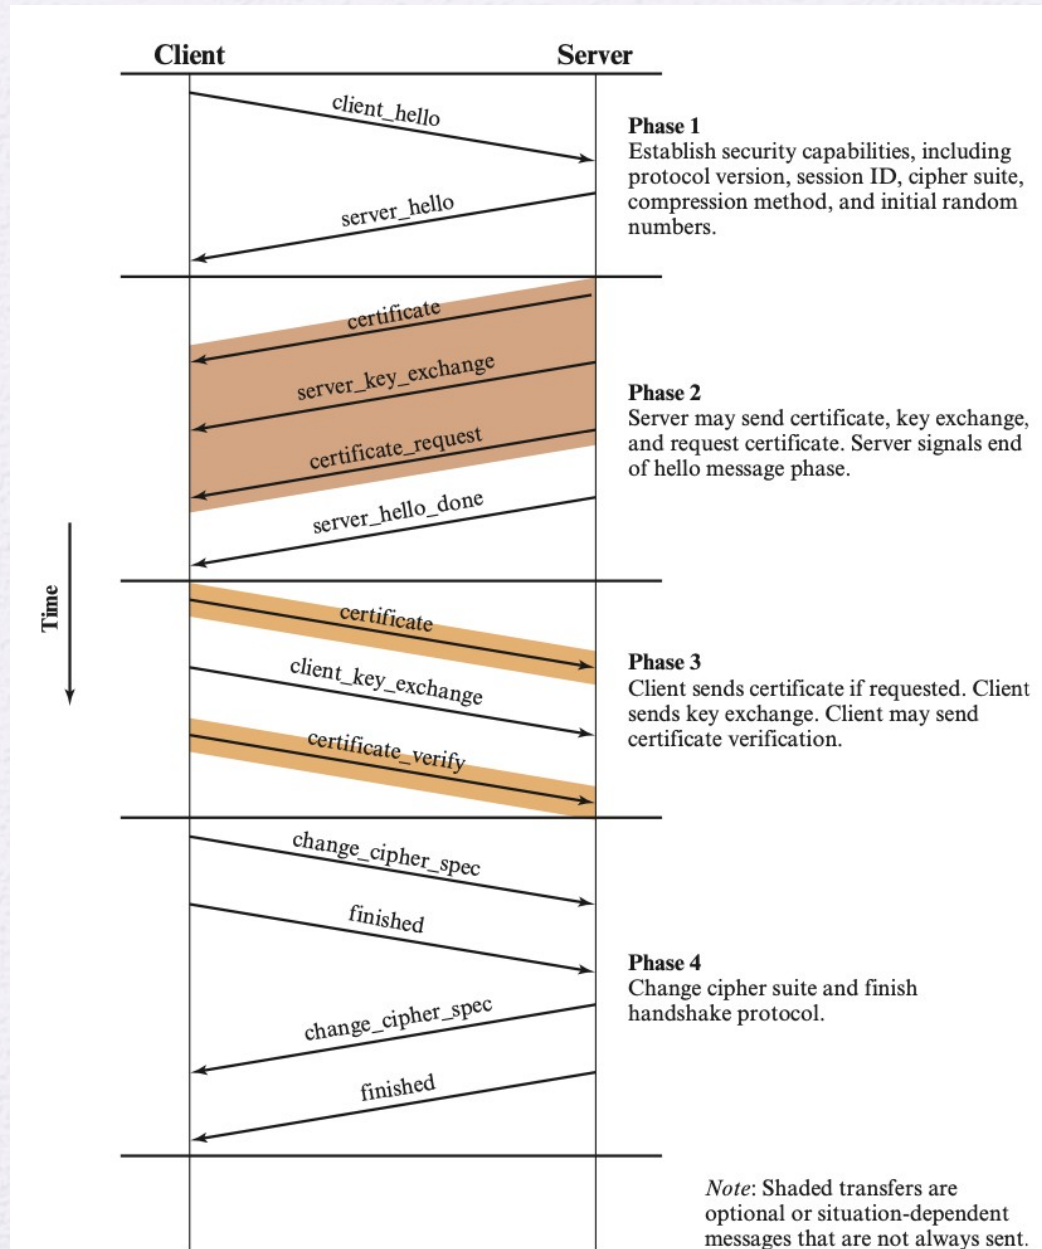 Client
Server
client_hello
Phase 1
Establish security capabilities, including
protocol version, session ID, cipher suite,
compression method, and initial random
numbers.
server_hello
certificate
server_key_exchange
Phase 2
Server may send certificate, key exchange,
and request certificate. Server signals end
of hello message phase.
certificate_request
server_hello_done
Time
certificate
client_key_exchange
Phase 3
Client sends certificate if requested. Client
sends key exchange. Client may send
certificate verification.
certificate_verify
change_cipher_spec
finished
Phase 4
Change cipher suite and finish
handshake protocol.
change_cipher_spec
finished
Note: Shaded transfers are
optional or situation-dependent
messages that are not always sent.